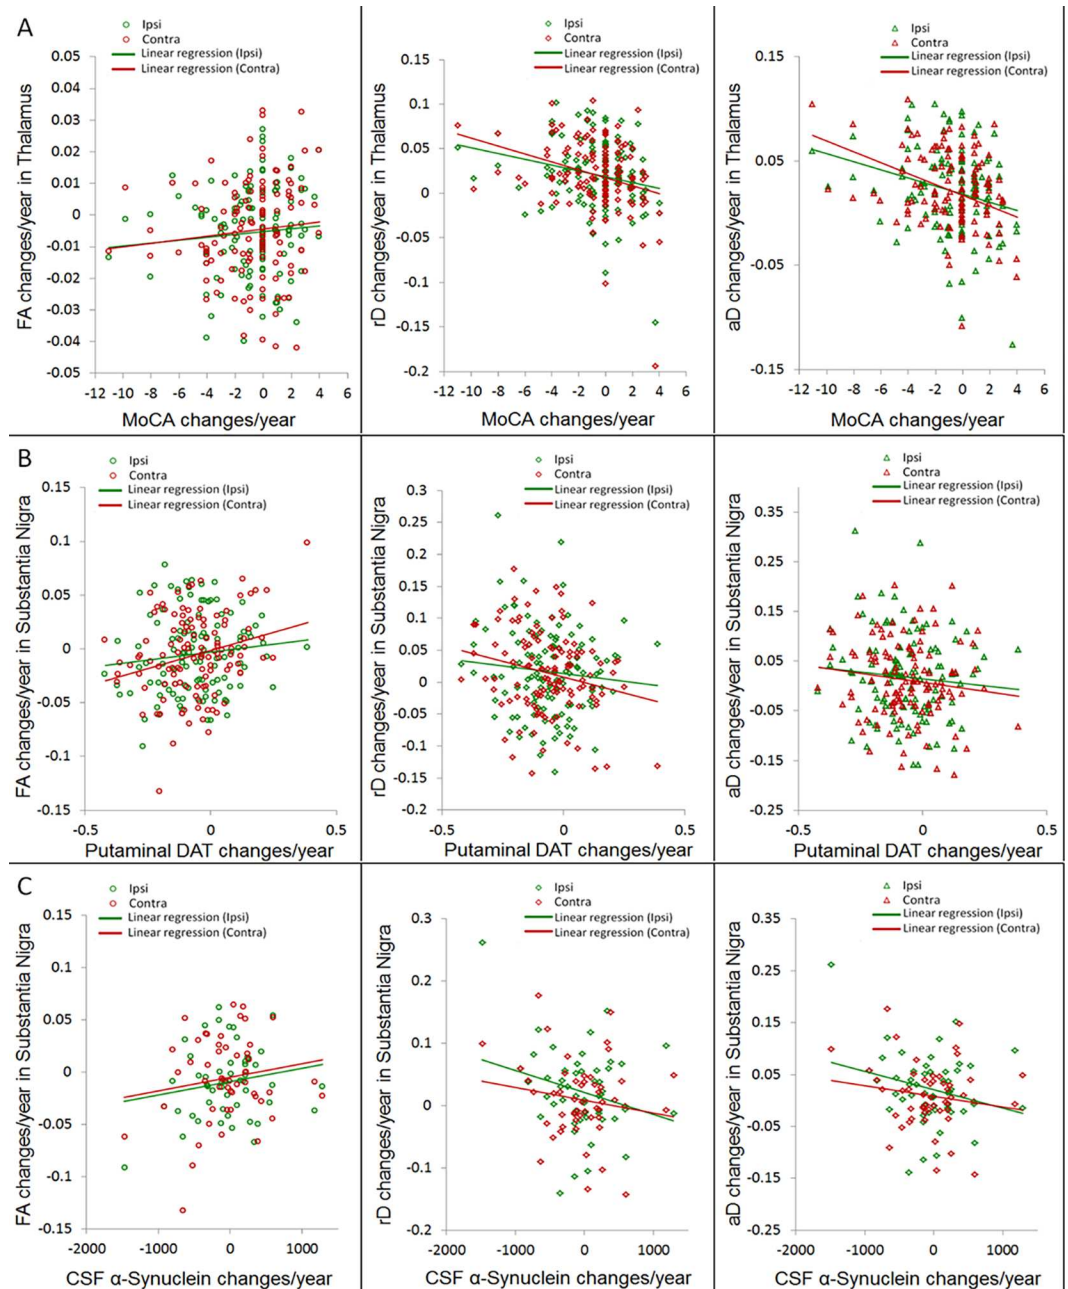 A
Ipsi
Contra
Linear regression (Ipsi)
Linear regression (Contra)
FA changes/year in Thalamus
0.05
0.04
0.03
0.02
0.01
0
-0.01
-0.02
-0.03
-0.04
-0.05
-12 -10 -8 -6 -4 -2 0 2 4 6
MoCA changes/year
Ipsi
Contra
Linear regression (Ipsi)
Linear regression (Contra)
rD changes/year in Thalamus
0.15
0.1
0.05
0
-0.05
-0.1
-0.15
-0.2
-12 -10 -8 -6 -4 -2 0 2 4 6
MoCA changes/year
Ipsi
Contra
Linear regression (Ipsi)
Linear regression (Contra)
aD changes/year in Thalamus
0.15
0.05
-0.05
-0.15
-12 -10 -8 -6 -4 -2 0 2 4 6
MoCA changes/year
B
Ipsi
Contra
Linear regression (Ipsi)
Linear regression (Contra)
FA changes/year in Substantia Nigra
0.15
0.1
0.05
0
-0.05
-0.1
-0.15
-0.5 0 0.5
Putaminal DAT changes/year
Ipsi
Contra
Linear regression (Ipsi)
Linear regression (Contra)
rD changes/year in Substantia Nigra
0.3
0.25
0.2
0.15
0.1
0.05
0
-0.05
-0.1
-0.15
-0.2
-0.5 0 0.5
Putaminal DAT changes/year
Ipsi
Contra
Linear regression (Ipsi)
Linear regression (Contra)
aD changes/year in Substantia Nigra
0.35
0.25
0.15
0.05
-0.05
-0.15
-0.25
-0.5 0 0.5
Putaminal DAT changes/year
C
Ipsi
Contra
Linear regression (Ipsi)
Linear regression (Contra)
FA changes/year in Substantia Nigra
0.15
0.1
0.05
0
-0.05
-0.1
-0.15
-2000 -1000 0 1000
CSF α-Synuclein changes/year
Ipsi
Contra
Linear regression (Ipsi)
Linear regression (Contra)
rD changes/year in Substantia Nigra
0.3
0.2
0.1
0
-0.1
-0.2
-2000 -1000 0 1000
CSF α-Synuclein changes/year
Ipsi
Contra
Linear regression (Ipsi)
Linear regression (Contra)
aD changes/year in Substantia Nigra
0.35
0.25
0.15
0.05
-0.05
-0.15
-0.25
-2000 -1000 0 1000
CSF α-Synuclein changes/year